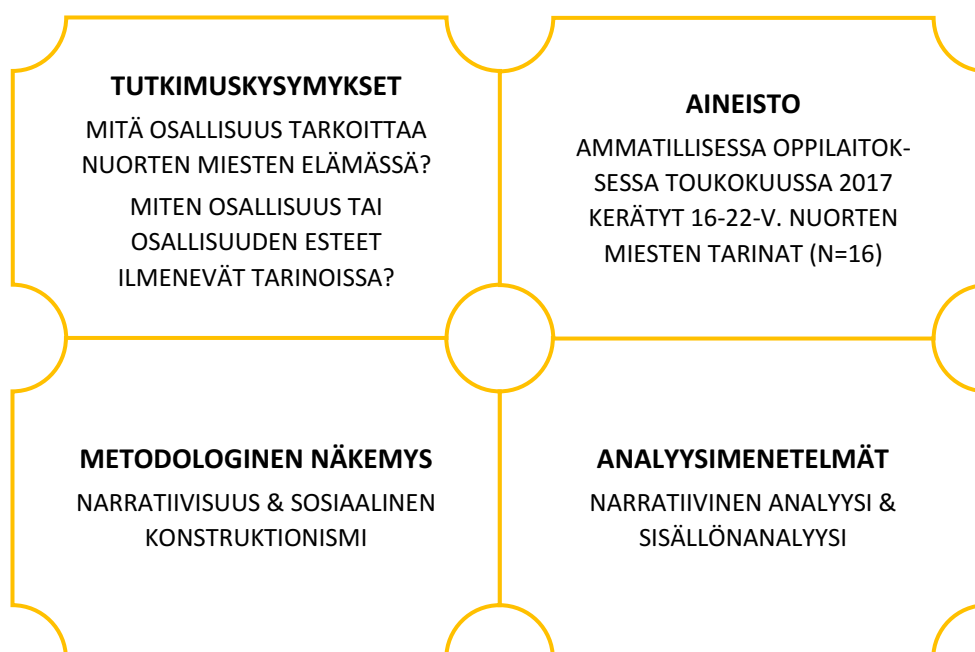 TUTKIMUSKYSYMYKSET
MITÄ OSALLISUUS TARKOITTAA
NUORTEN MIESTEN ELÄMÄSSÄ?
MITEN OSALLISUUS TAI
OSALLISUUDEN ESTEET
ILMENEVÄT TARINOISSA?
AINEISTO
AMMATILLISESSA OPPILAITOK-
SESSA TOUKOKUUSSA 2017
KERÄTYT 16-22-V. NUORTEN
MIESTEN TARINAT (N=16)
METODOLOGINEN NÄKEMYS
NARRATIIVISUUS & SOSIAALINEN
KONSTRUKTIONISMI
ANALYYSIMENETELMÄT
NARRATIIVINEN ANALYYSI &
SISÄLLÖNANALYYSI